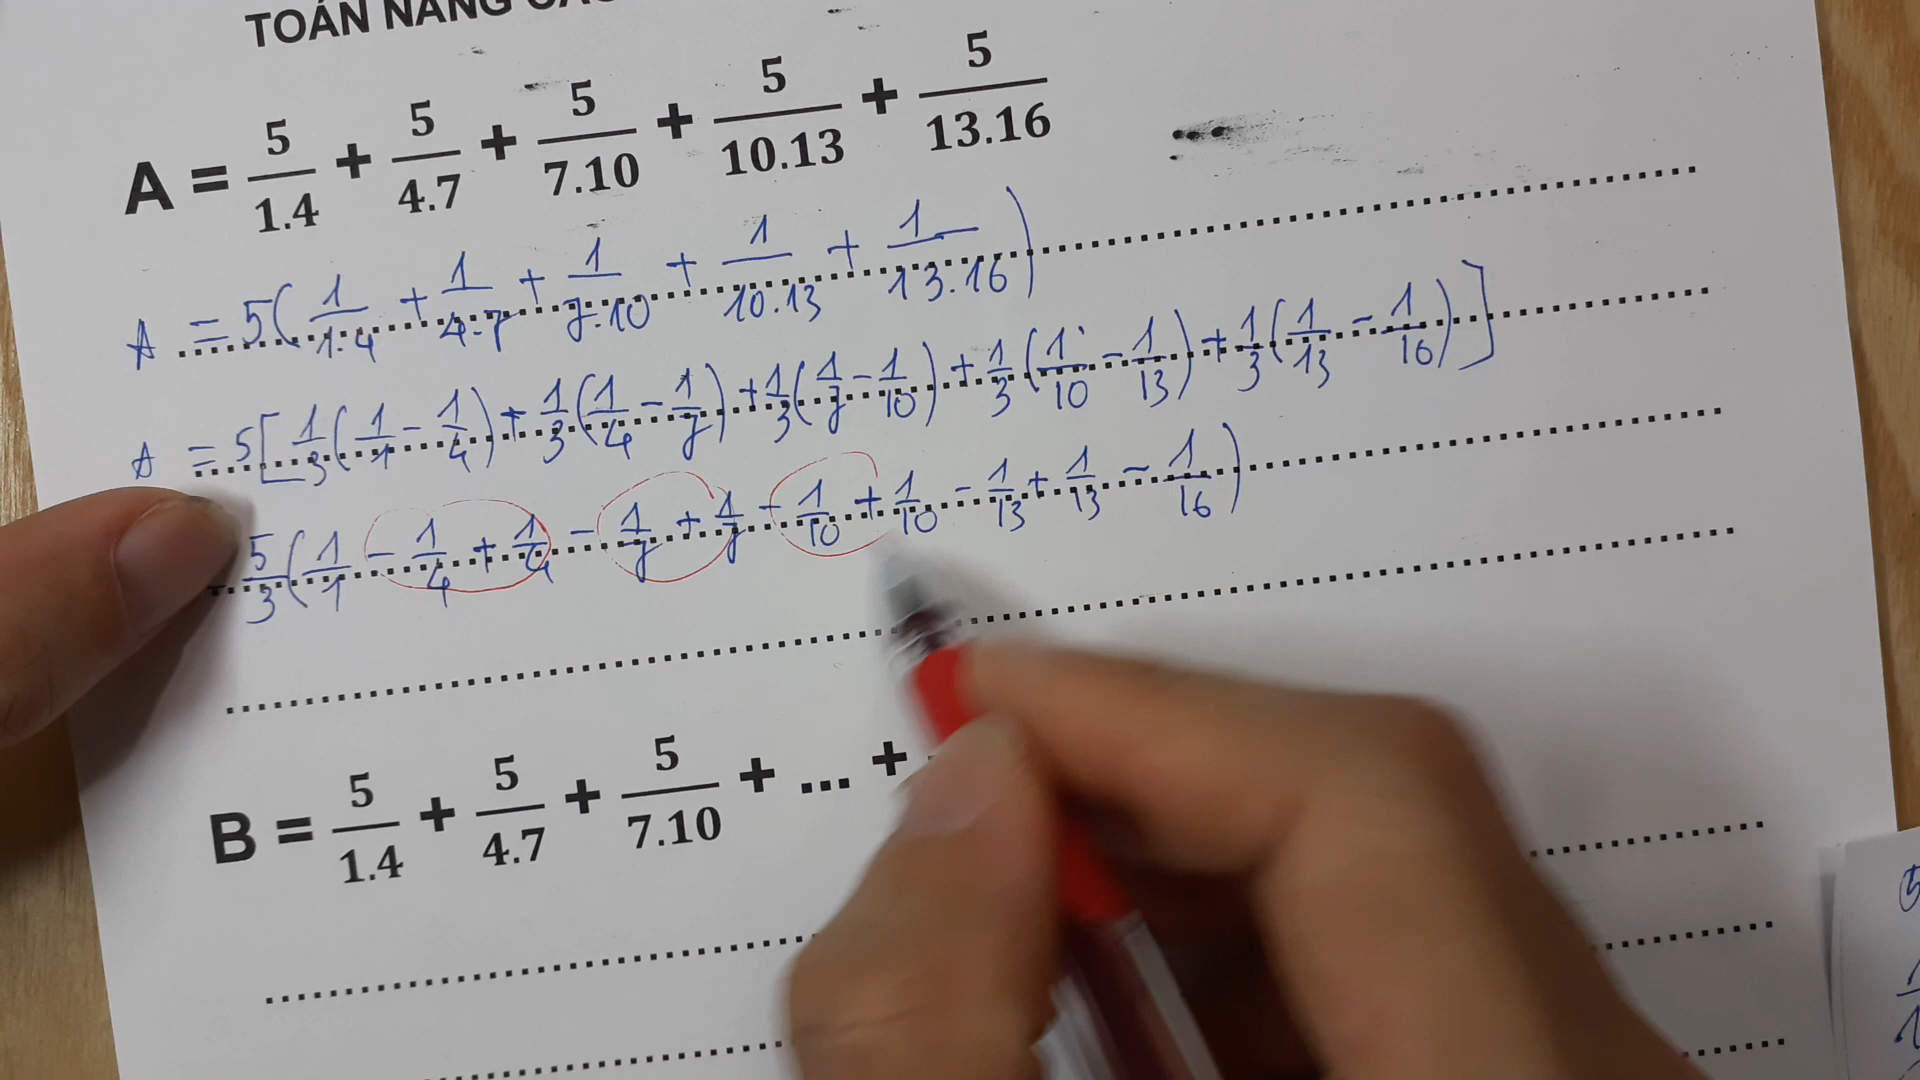 TOÁN NÂNG CAO
A = 5/1.4 + 5/4.7 + 5/7.10 + 5/10.13 + 5/13.16
A = 5(1/1.4 + 1/4.7 + 1/7.10 + 1/10.13 + 1/13.16)
A = 5[1/3(1/1 - 1/4) + 1/3(1/4 - 1/7) + 1/3(1/7 - 1/10) + 1/3(1/10 - 1/13) + 1/3(1/13 - 1/16)]
5/3(1/1 - 1/4 + 1/4 - 1/7 + 1/7 - 1/10 + 1/10 - 1/13 + 1/13 - 1/16)
B = 5/1.4 + 5/4.7 + 5/7.10 + ... +